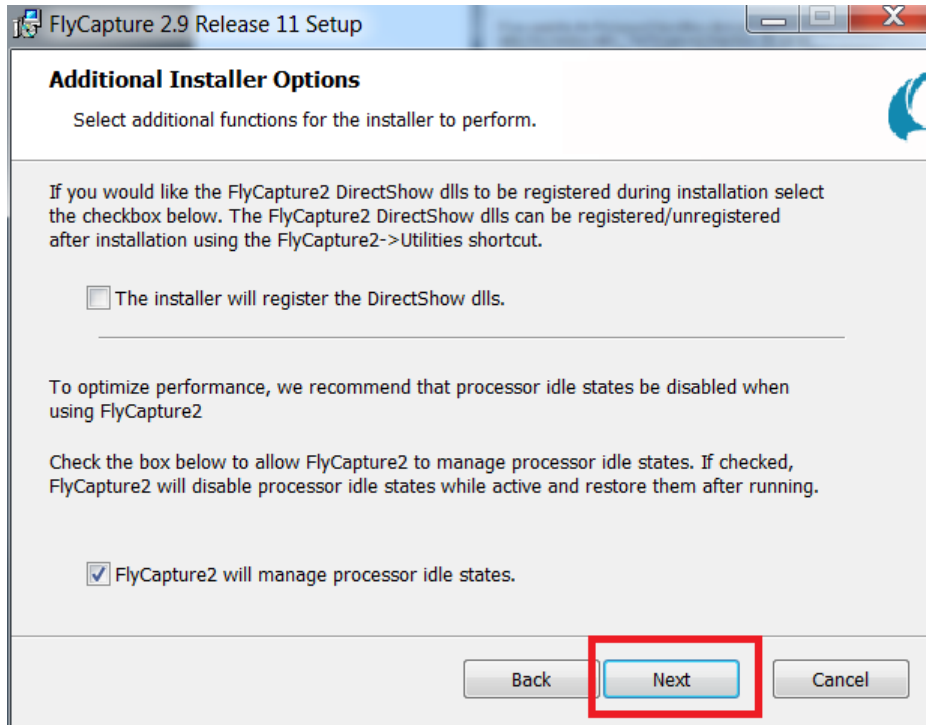 FlyCapture 2.9 Release 11 Setup
Additional Installer Options
Select additional functions for the installer to perform.
If you would like the FlyCapture2 DirectShow dlls to be registered during installation select
the checkbox below. The FlyCapture2 DirectShow dlls can be registered/unregistered
after installation using the FlyCapture2->Utilities shortcut.
The installer will register the DirectShow dlls.
To optimize performance, we recommend that processor idle states be disabled when
using FlyCapture2
Check the box below to allow FlyCapture2 to manage processor idle states. If checked,
FlyCapture2 will disable processor idle states while active and restore them after running.
FlyCapture2 will manage processor idle states.
Back Next Cancel